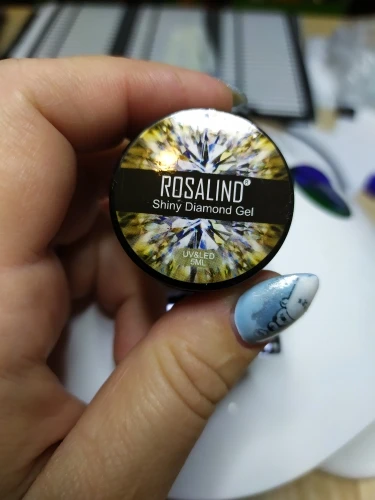 ROSALIND®
Shiny Diamond Gel
UV&LED
5ML